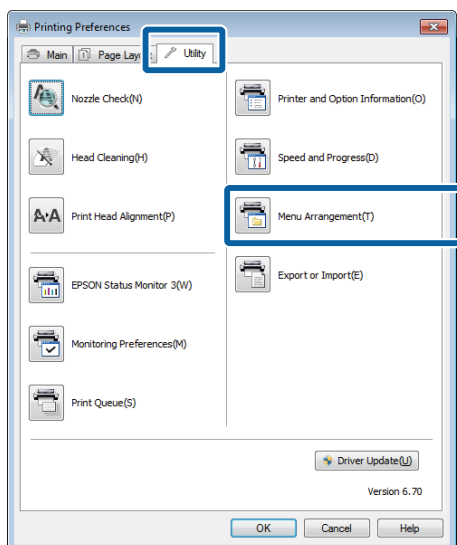 Printing Preferences
Main
Page Lay
Utility
Nozzle Check(N)
Printer and Option Information(O)
Head Cleaning(H)
Speed and Progress(D)
Print Head Alignment(P)
Menu Arrangement(T)
EPSON Status Monitor 3(W)
Export or Import(E)
Monitoring Preferences(M)
Print Queue(S)
Driver Update(U)
Version 6.70
OK
Cancel
Help